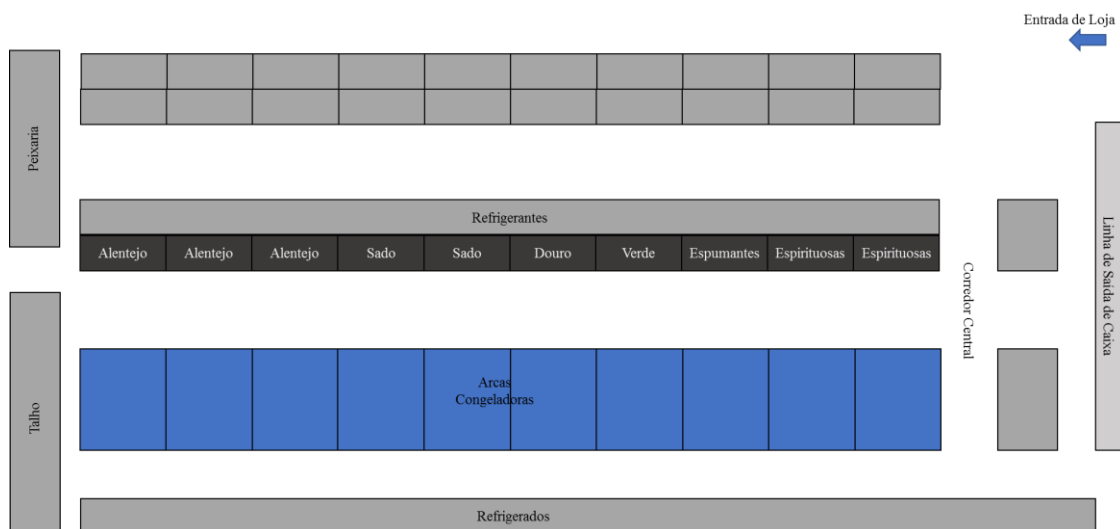 Entrada de Loja
Peixaria
Refrigerantes
Alentejo Alentejo Alentejo Sado Sado Douro Verde Espumantes Espirituosas Espirituosas
Corredor Central
Linha de Saída de Caixa
Talho
Arcas
Congeladoras
Refrigerados